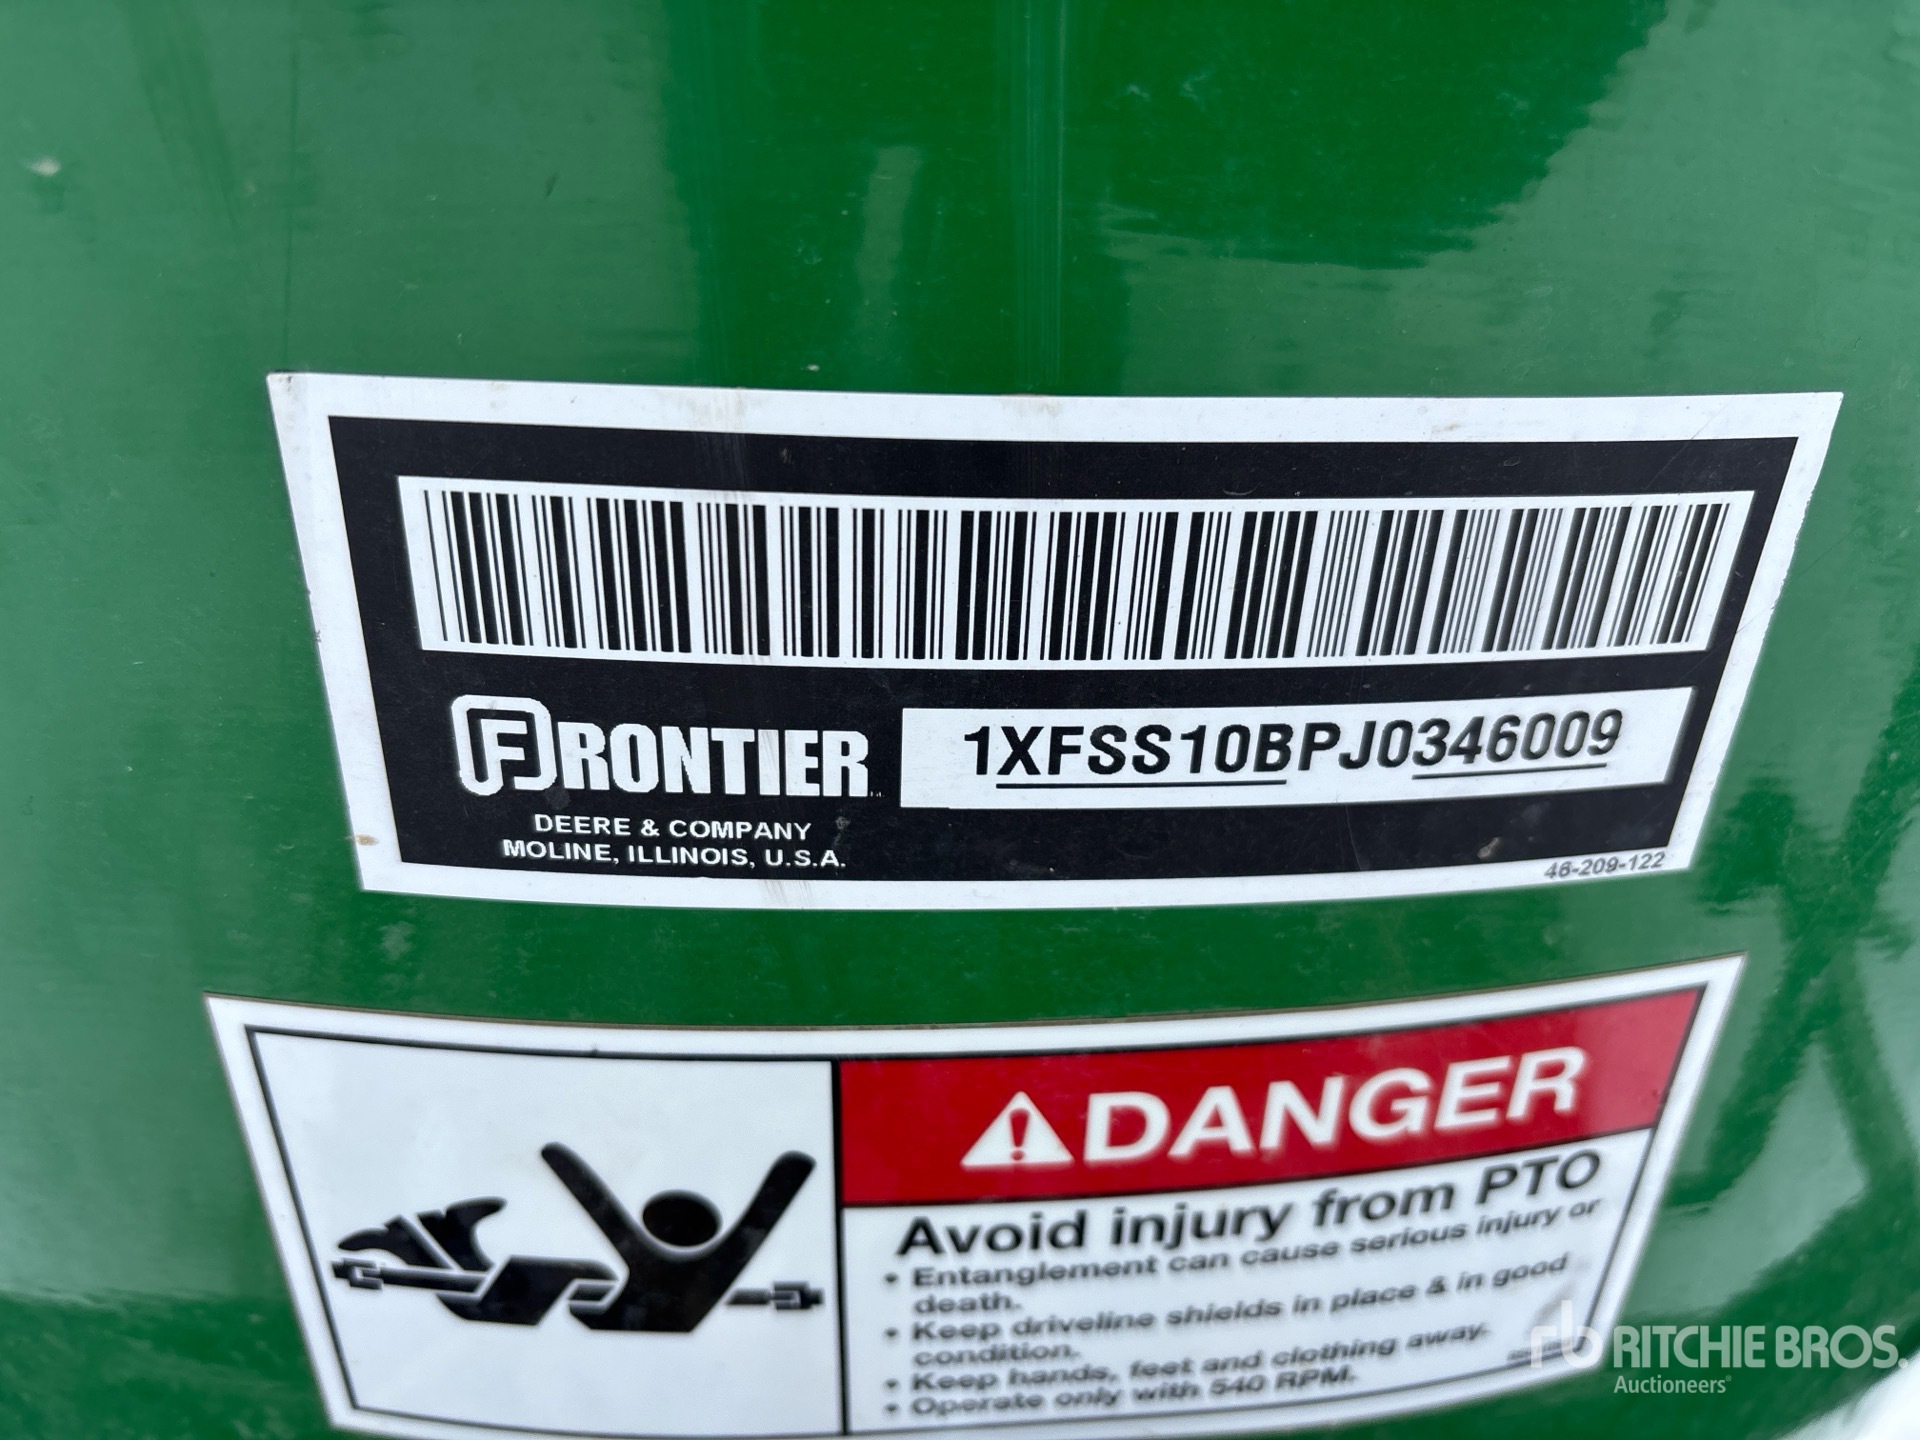 FRONTIER
1XFSS10BPJ0346009
DEERE & COMPANY
MOLINE, ILLINOIS, U.S.A.
46-209-122
DANGER
Avoid injury from PTO
• Entanglement can cause serious injury or
death.
• Keep driveline shields in place & in good
condition.
• Keep hands, feet and clothing away.
• Operate only with 540 RPM.
rb RITCHIE BROS.
Auctioneers®